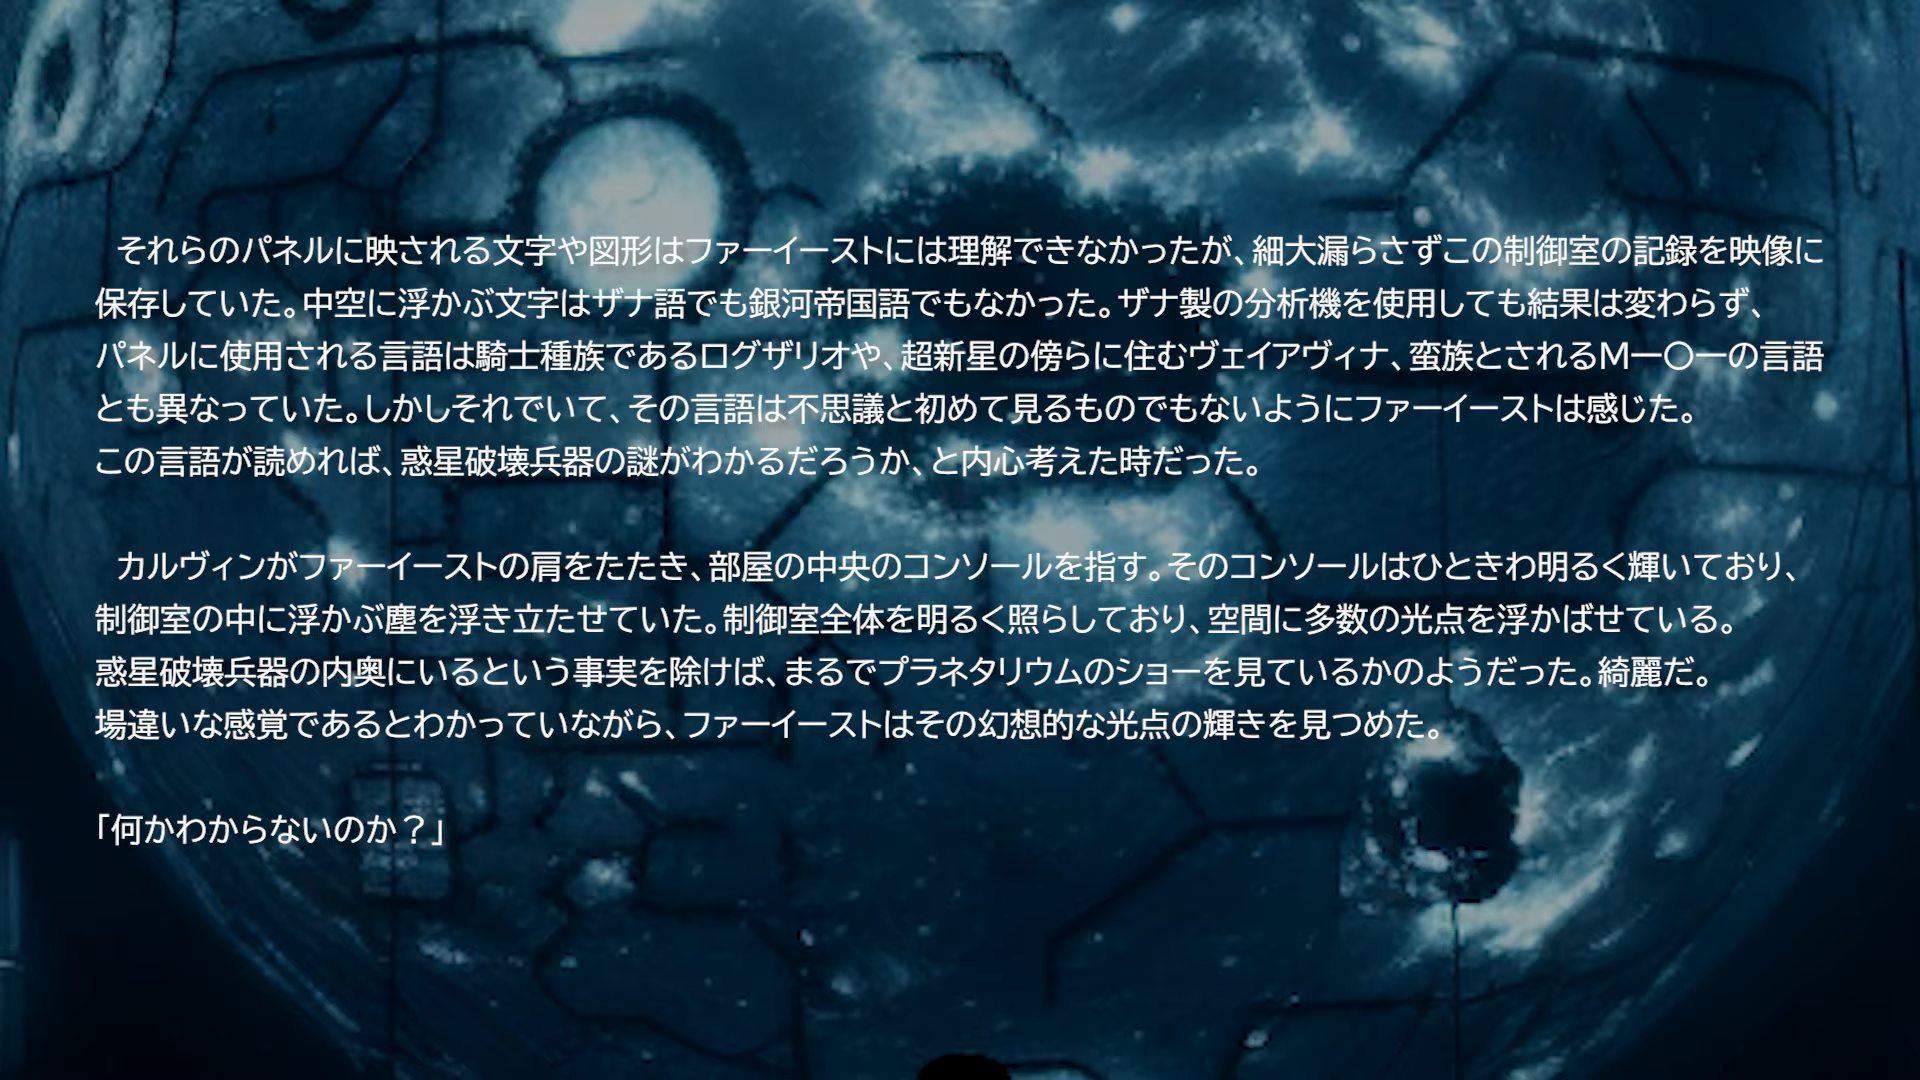 それらのパネルに映される文字や図形はファーイーストには理解できなかったが、細大漏らさずこの制御室の記録を映像に
保存していた。中空に浮かぶ文字はザナ語でも銀河帝国語でもなかった。ザナ製の分析機を使用しても結果は変わらず、
パネルに使用される言語は騎士種族であるログザリオや、超新星の傍らに住むヴェイアヴィナ、蛮族とされるM一〇一の言語
とも異なっていた。しかしそれでいて、その言語は不思議と初めて見るものでもないようにファーイーストは感じた。
この言語が読めれば、惑星破壊兵器の謎がわかるだろうか、と内心考えた時だった。
カルヴィンがファーイーストの肩をたたき、部屋の中央のコンソールを指す。そのコンソールはひときわ明るく輝いており、
制御室の中に浮かぶ塵を浮き立たせていた。制御室全体を明るく照らしており、空間に多数の光点を浮かばせている。
惑星破壊兵器の内奥にいるという事実を除けば、まるでプラネタリウムのショーを見ているかのようだった。綺麗だ。
場違いな感覚であるとわかっていながら、ファーイーストはその幻想的な光点の輝きを見つめた。
「何かわからないのか？」